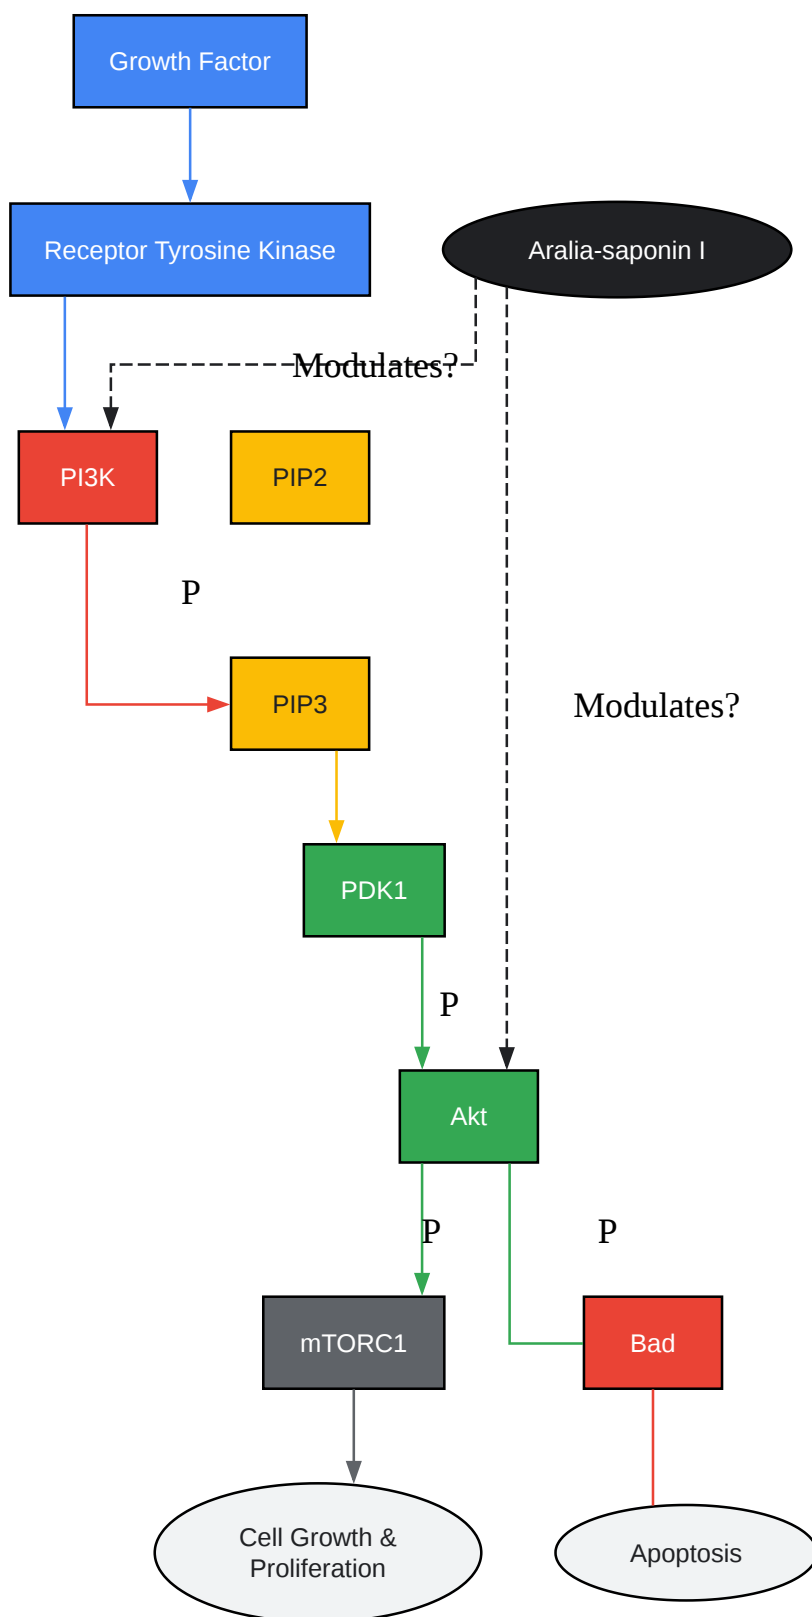 Growth Factor
Receptor Tyrosine Kinase
Aralia-saponin I
Modulates?
PI3K
PIP2
P
PIP3
Modulates?
PDK1
P
Akt
P
P
mTORC1
Bad
Cell Growth &
Proliferation
Apoptosis